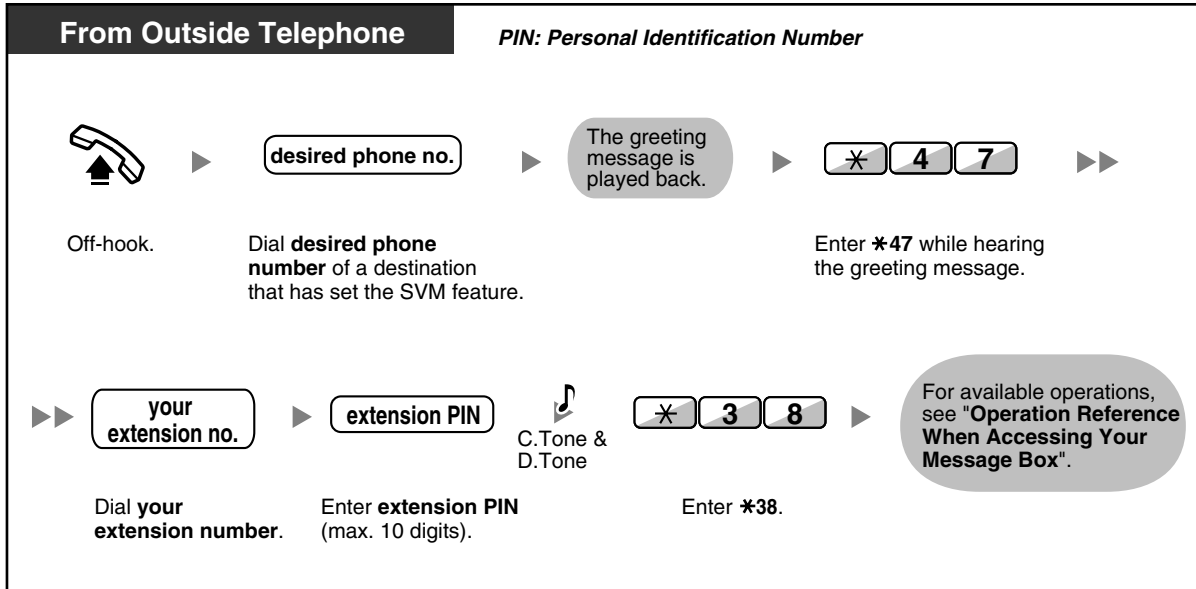 From Outside Telephone
PIN: Personal Identification Number
desired phone no.
The greeting
message is
played back.
* 4 7
Off-hook.
Dial desired phone
number of a destination
that has set the SVM feature.
Enter *47 while hearing
the greeting message.
your
extension no.
extension PIN
C.Tone &
D.Tone
* 3 8
For available operations,
see "Operation Reference
When Accessing Your
Message Box".
Dial your
extension number.
Enter extension PIN
(max. 10 digits).
Enter *38.